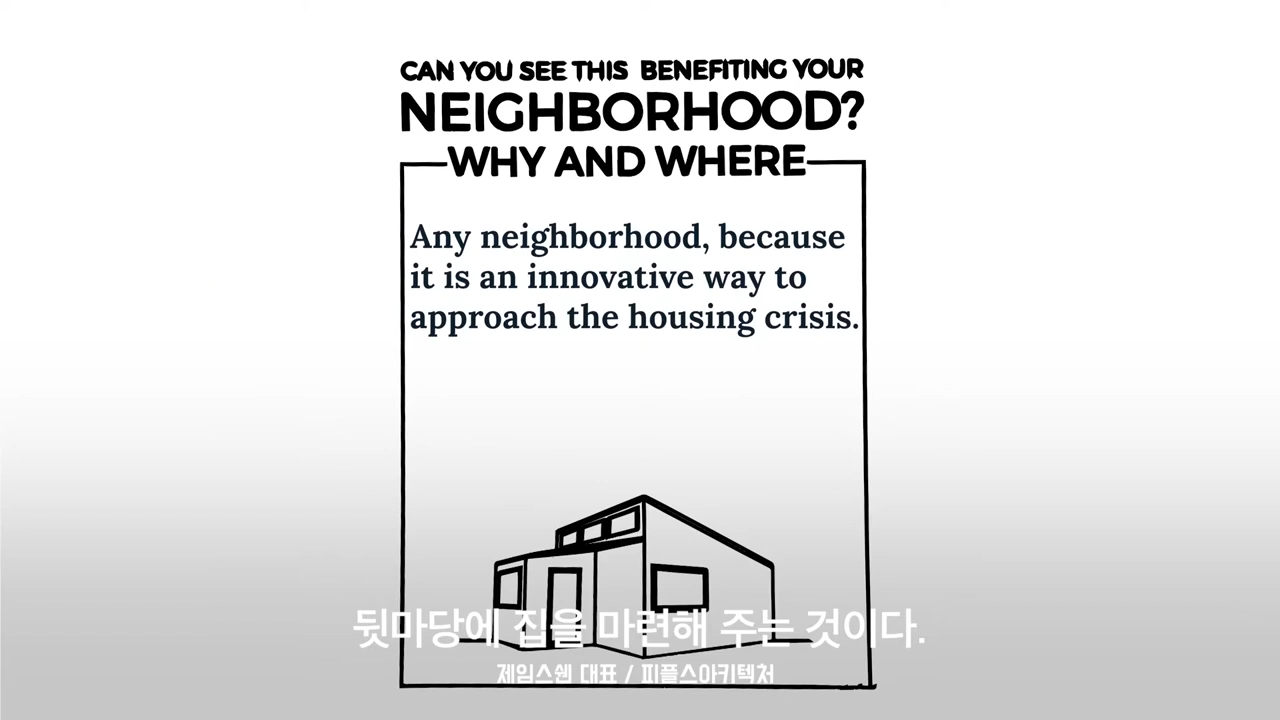 CAN YOU SEE THIS BENEFITING YOUR
NEIGHBORHOOD?
WHY AND WHERE
Any neighborhood, because
it is an innovative way to
approach the housing crisis.
뒷마당에 집을 마련해 주는 것이다.
제임스쉔 대표 / 피플스아키텍처